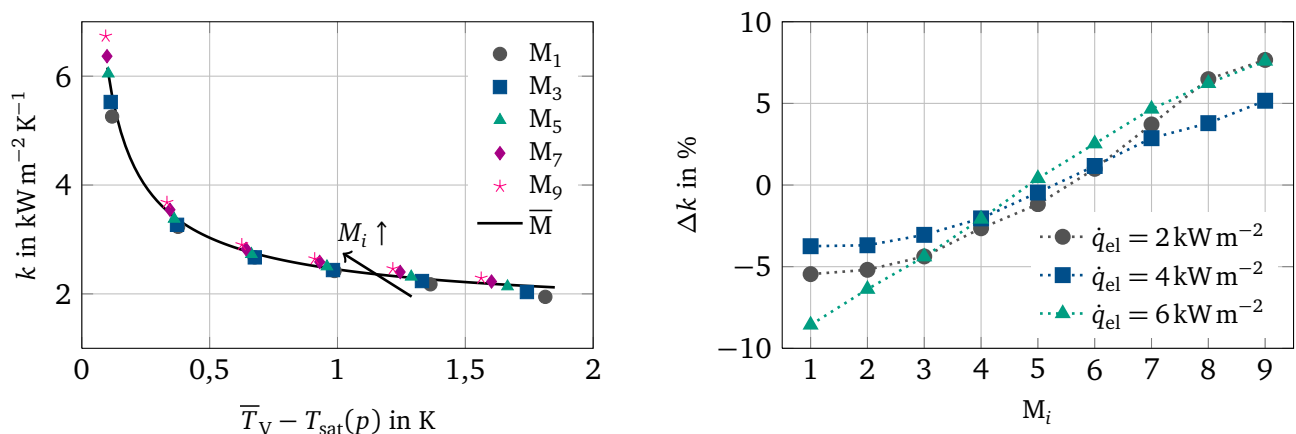 6
4
2
0
0,5
1
1,5
2
k in kW m⁻² K⁻¹
T̅_V − T_sat(p) in K
M₁
M₃
M₅
M₇
M₉
M̅
M_i ↑
10
5
0
−5
−10
1 2 3 4 5 6 7 8 9
Δk in %
M_i
q̇_el = 2 kW m⁻²
q̇_el = 4 kW m⁻²
q̇_el = 6 kW m⁻²